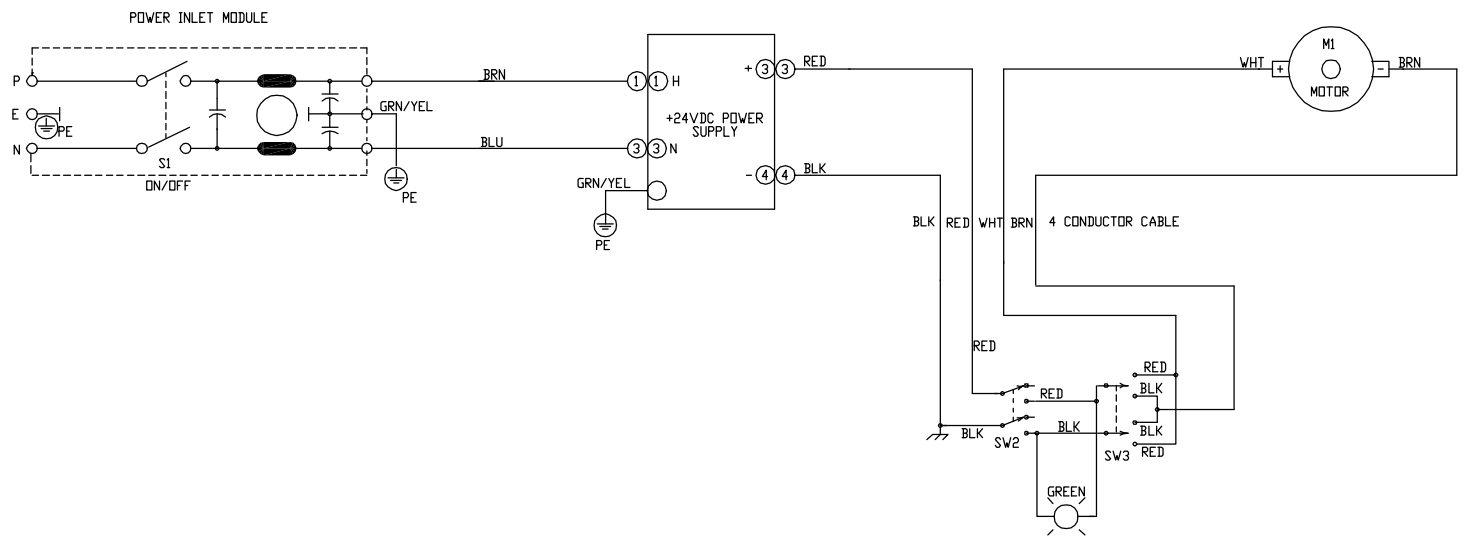 POWER INLET MODULE
P
E
PE
N
S1
ON/OFF
BRN
GRN/YEL
BLU
PE
1 1 H
3 3 N
GRN/YEL
PE
+24VDC POWER
SUPPLY
+ 3 3 RED
- 4 4 BLK
WHT
+
M1
MOTOR
-
BRN
BLK RED WHT BRN 4 CONDUCTOR CABLE
RED
RED
BLK
SW2
BLK
RED
BLK
BLK
RED
SW3
GREEN